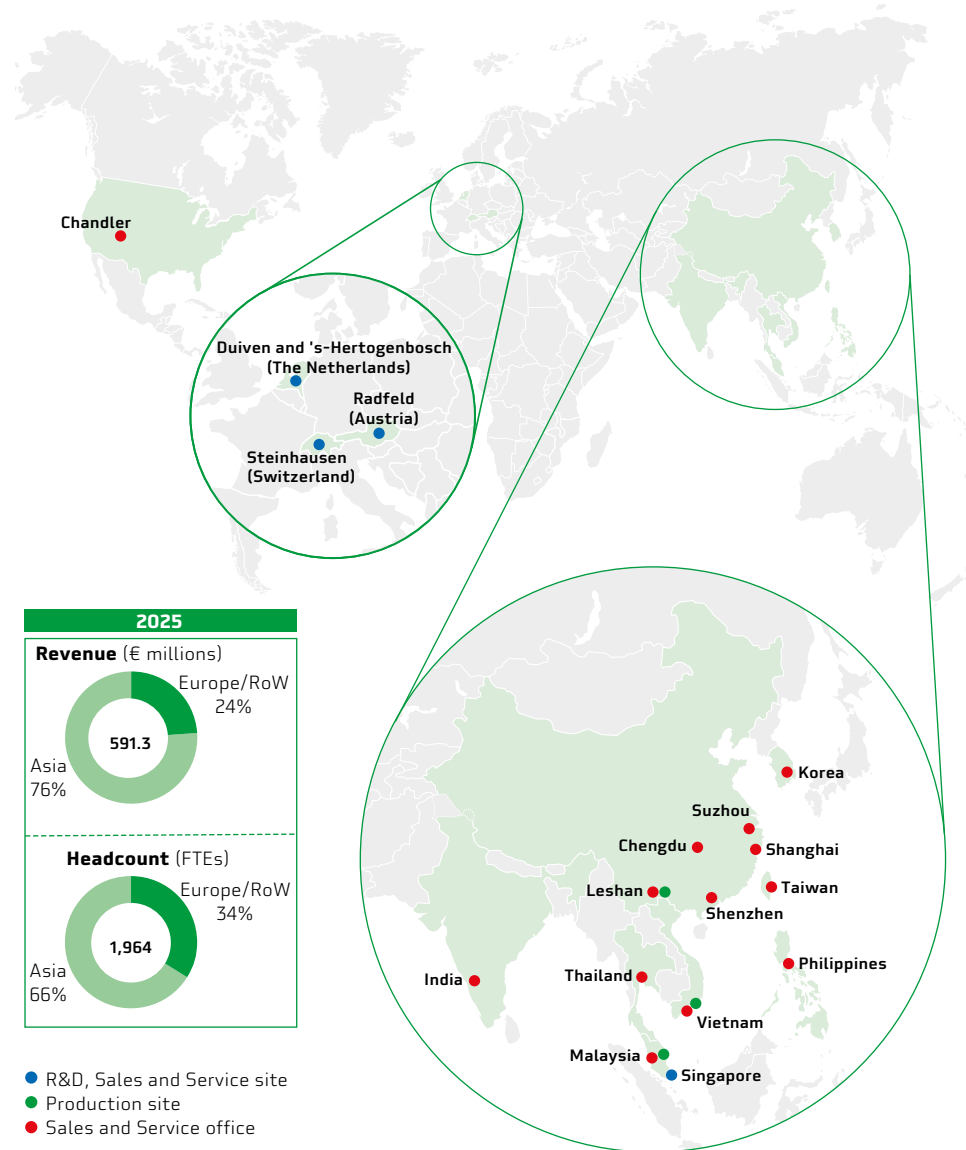 Chandler
Duiven and 's-Hertogenbosch
(The Netherlands)
Radfeld
(Austria)
Steinhausen
(Switzerland)
2025
Revenue (€ millions)
Europe/RoW
24%
591.3
Asia
76%
Headcount (FTEs)
Europe/RoW
34%
1,964
Asia
66%
R&D, Sales and Service site
Production site
Sales and Service office
Korea
Suzhou
Chengdu
Shanghai
Leshan
Taiwan
Shenzhen
Philippines
Thailand
India
Vietnam
Malaysia
Singapore